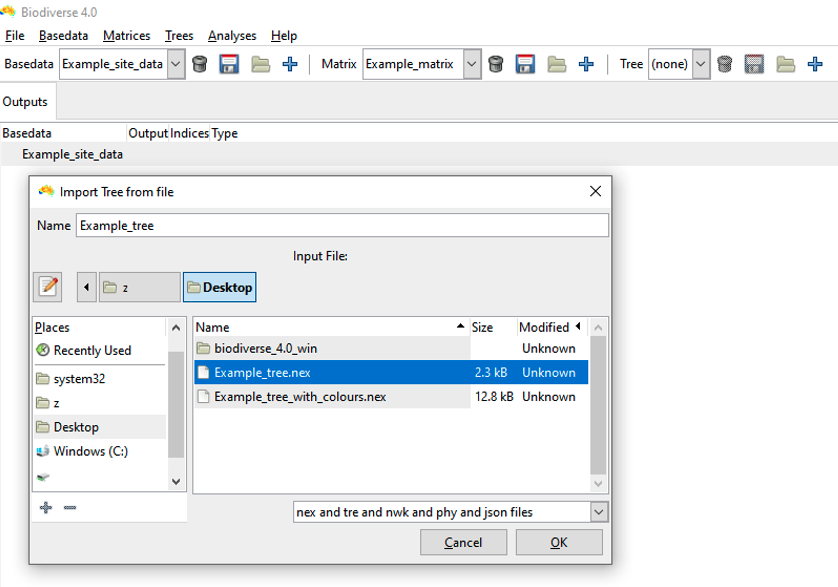 Biodiverse 4.0
File Basedata Matrices Trees Analyses Help
Basedata Example_site_data Matrix Example_matrix Tree (none)
Outputs
Basedata Output Indices Type
Example_site_data
Import Tree from file
Name Example_tree
Input File:
z Desktop
Places Name Size Modified
Recently Used biodiverse_4.0_win Unknown
system32 Example_tree.nex 2.3 kB Unknown
z Example_tree_with_colours.nex 12.8 kB Unknown
Desktop
Windows (C:)
nex and tre and nwk and phy and json files
Cancel OK